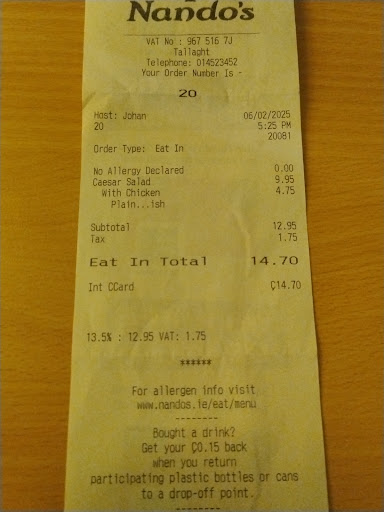 Nando's
VAT No : 967 516 7J
Tallaght
Telephone: 014523452
Your Order Number Is -
20
Host: Johan 06/02/2025
20 5:25 PM
20081
Order Type: Eat In
No Allergy Declared 0.00
Caesar Salad 9.95
With Chicken 4.75
Plain...ish
Subtotal 12.95
Tax 1.75
Eat In Total 14.70
Int CCard Ç14.70
13.5% : 12.95 VAT: 1.75
******
For allergen info visit
www.nandos.ie/eat/menu
--------
Bought a drink?
Get your Ç0.15 back
when you return
participating plastic bottles or cans
to a drop-off point.
--------